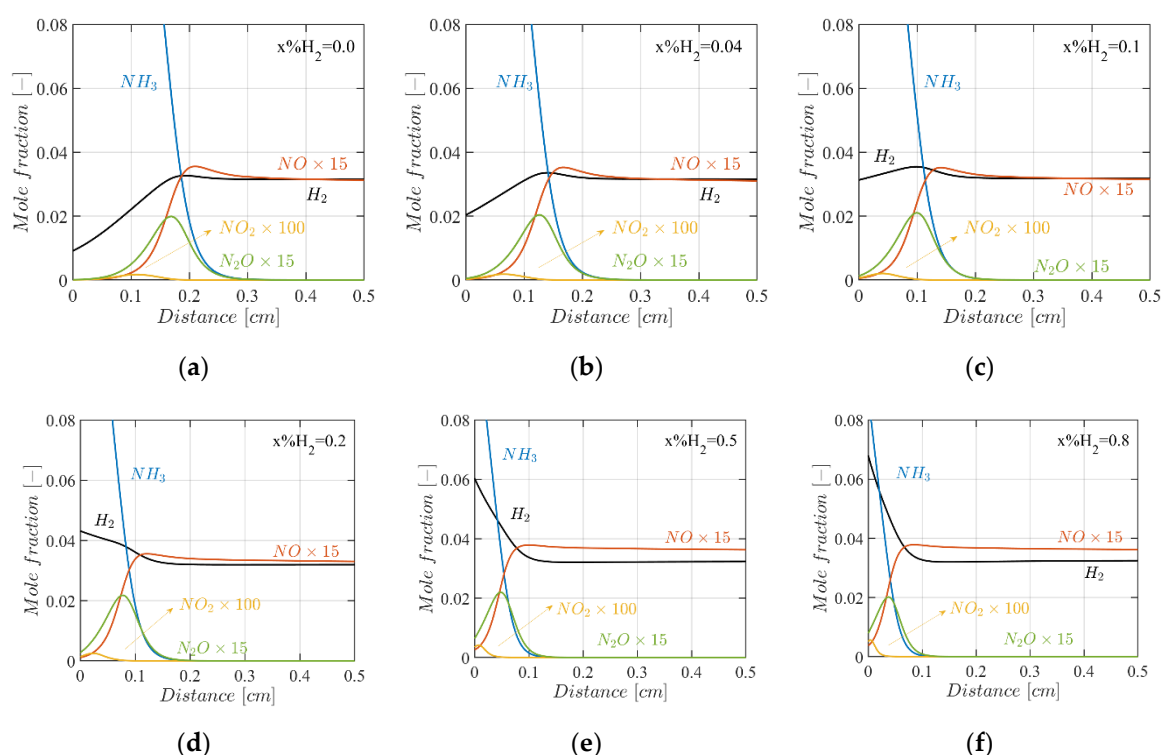 x%H2=0.0
NH3
NO × 15
H2
NO2 × 100
N2O × 15
Mole fraction [−]
0.08
0.06
0.04
0.02
0
0 0.1 0.2 0.3 0.4 0.5
Distance [cm]
(a)
x%H2=0.04
NH3
NO × 15
H2
NO2 × 100
N2O × 15
Mole fraction [−]
0.08
0.06
0.04
0.02
0
0 0.1 0.2 0.3 0.4 0.5
Distance [cm]
(b)
x%H2=0.1
NH3
H2
NO × 15
NO2 × 100
N2O × 15
Mole fraction [−]
0.08
0.06
0.04
0.02
0
0 0.1 0.2 0.3 0.4 0.5
Distance [cm]
(c)
x%H2=0.2
NH3
H2
NO × 15
NO2 × 100
N2O × 15
Mole fraction [−]
0.08
0.06
0.04
0.02
0
0 0.1 0.2 0.3 0.4 0.5
Distance [cm]
(d)
x%H2=0.5
NH3
H2
NO × 15
NO2 × 100
N2O × 15
Mole fraction [−]
0.08
0.06
0.04
0.02
0
0 0.1 0.2 0.3 0.4 0.5
Distance [cm]
(e)
x%H2=0.8
NH3
NO × 15
H2
NO2 × 100
N2O × 15
Mole fraction [−]
0.08
0.06
0.04
0.02
0
0 0.1 0.2 0.3 0.4 0.5
Distance [cm]
(f)